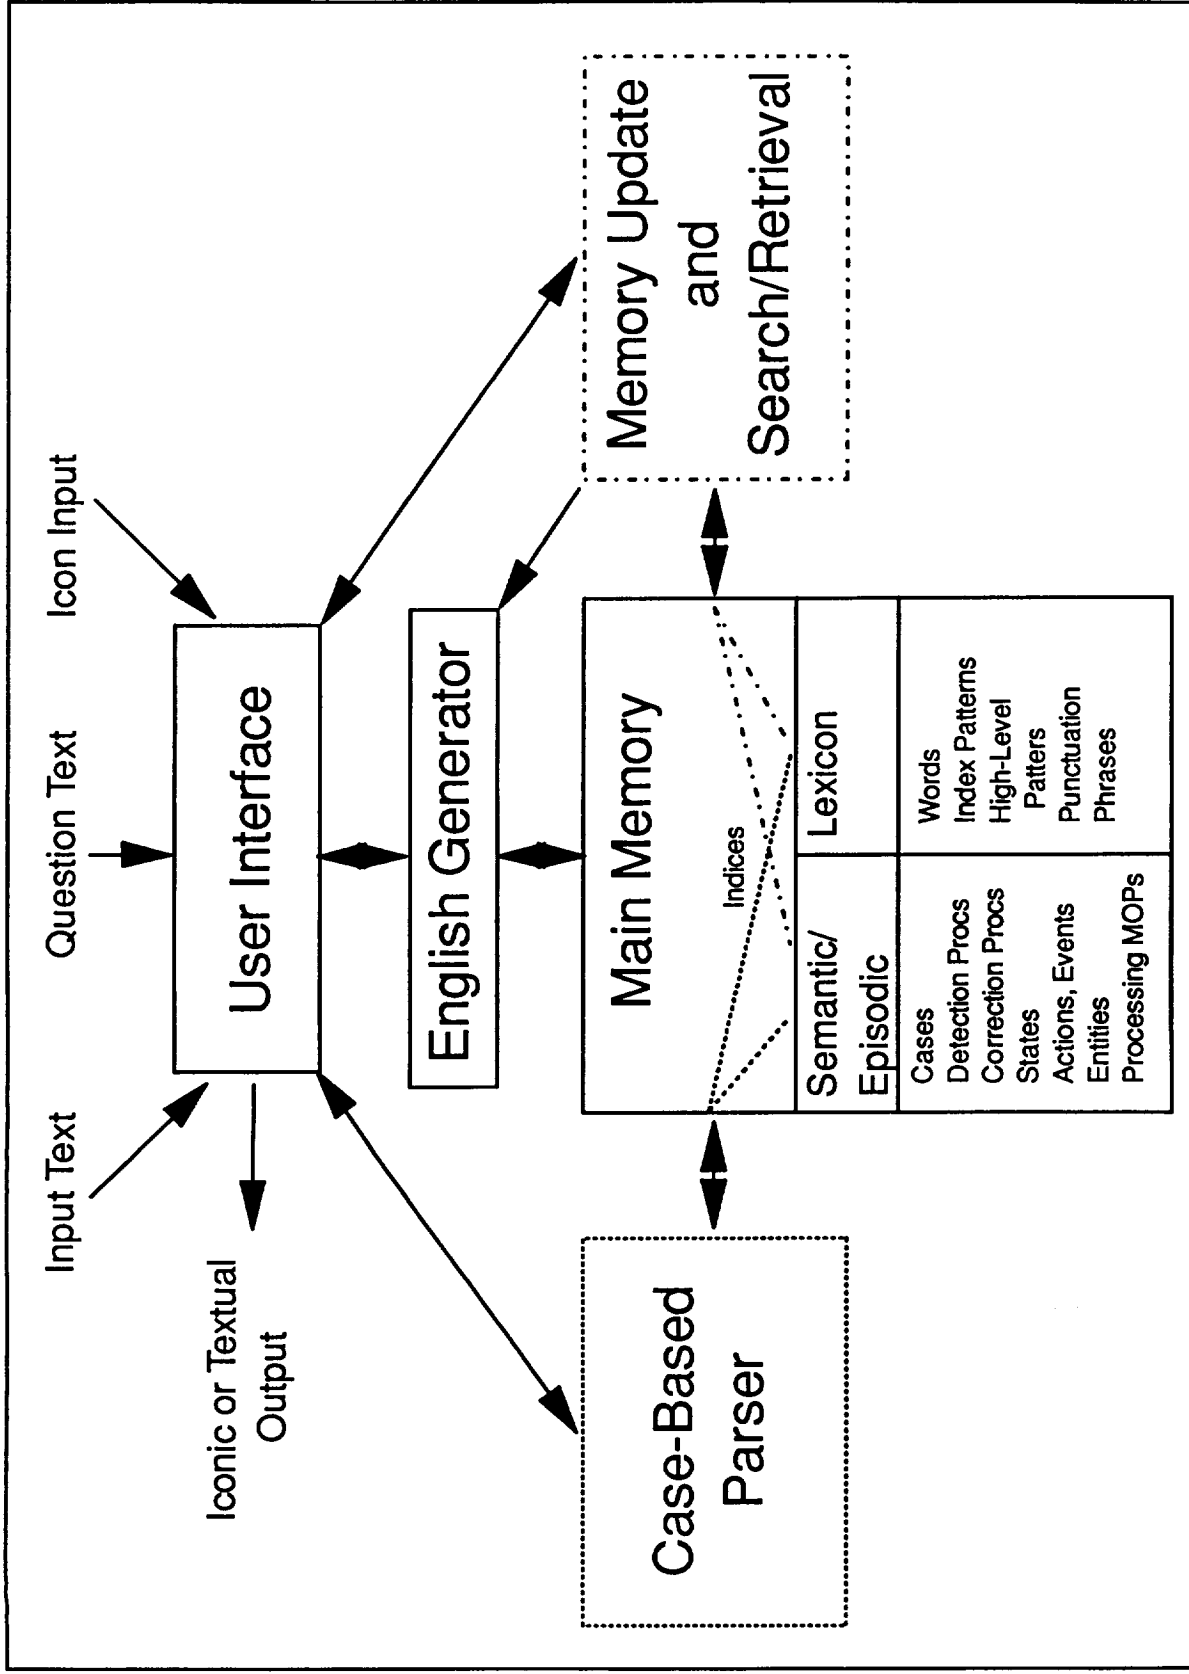 Input Text
Question Text
Icon Input
Iconic or Textual
Output
User Interface
English Generator
Case-Based
Parser
Main Memory
Indices
Semantic/
Episodic
Lexicon
Cases
Detection Procs
Correction Procs
States
Actions, Events
Entities
Processing MOPs
Words
Index Patterns
High-Level
Patters
Punctuation
Phrases
Memory Update
and
Search/Retrieval